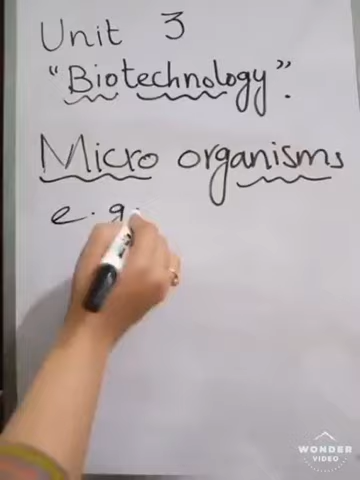 Unit 3
"Biotechnology".
Micro organisms
e.g.
WONDER
VIDEO